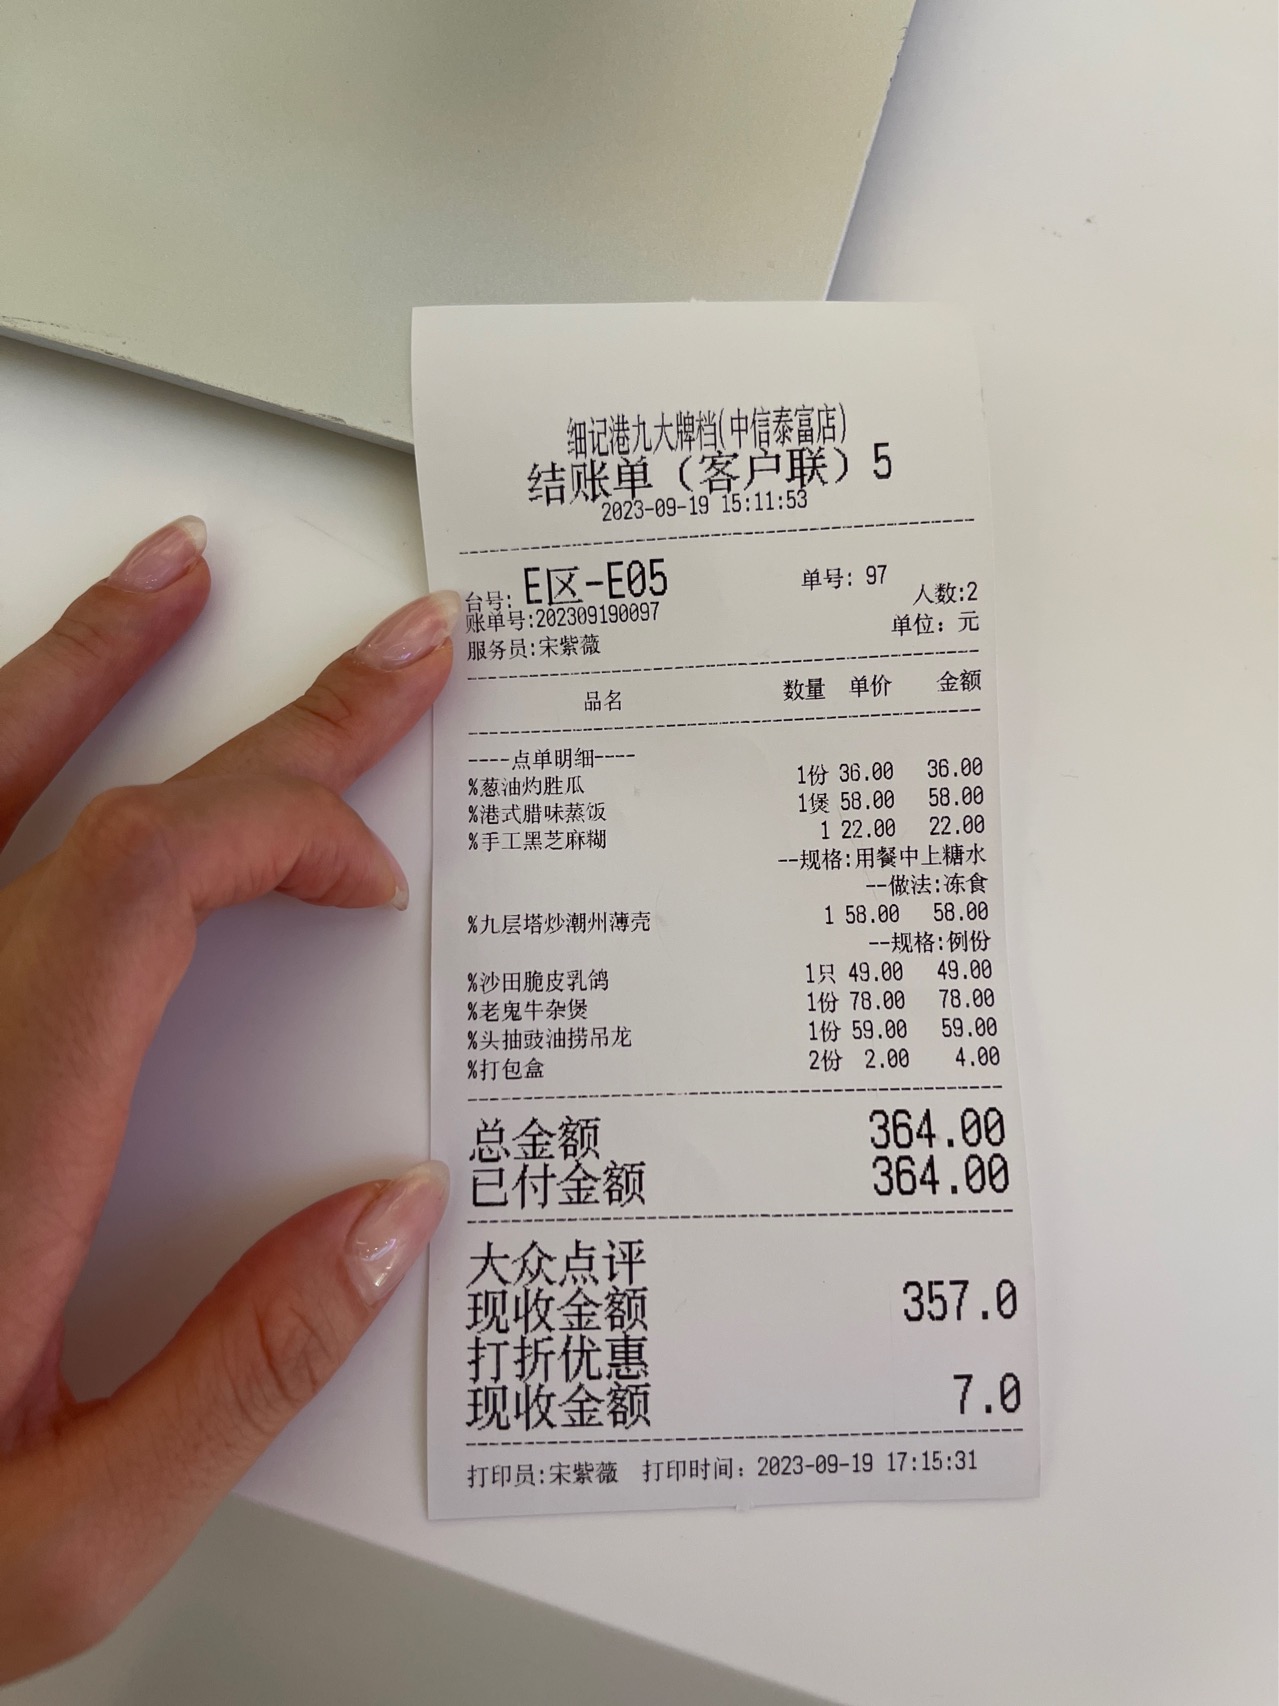 细记港九大牌档(中信泰富店)
结账单（客户联）5
2023-09-19 15:11:53
台号: E区-E05 单号: 97
账单号:202309190097 人数:2
服务员:宋紫薇 单位: 元
品名 数量 单价 金额
----点单明细----
%葱油灼胜瓜 1份 36.00 36.00
%港式腊味蒸饭 1煲 58.00 58.00
%手工黑芝麻糊 1 22.00 22.00
--规格:用餐中上糖水
--做法:冻食
%九层塔炒潮州薄壳 1 58.00 58.00
--规格:例份
%沙田脆皮乳鸽 1只 49.00 49.00
%老鬼牛杂煲 1份 78.00 78.00
%头抽豉油捞吊龙 1份 59.00 59.00
%打包盒 2份 2.00 4.00
总金额 364.00
已付金额 364.00
大众点评
现收金额 357.0
打折优惠
现收金额 7.0
打印员:宋紫薇 打印时间: 2023-09-19 17:15:31